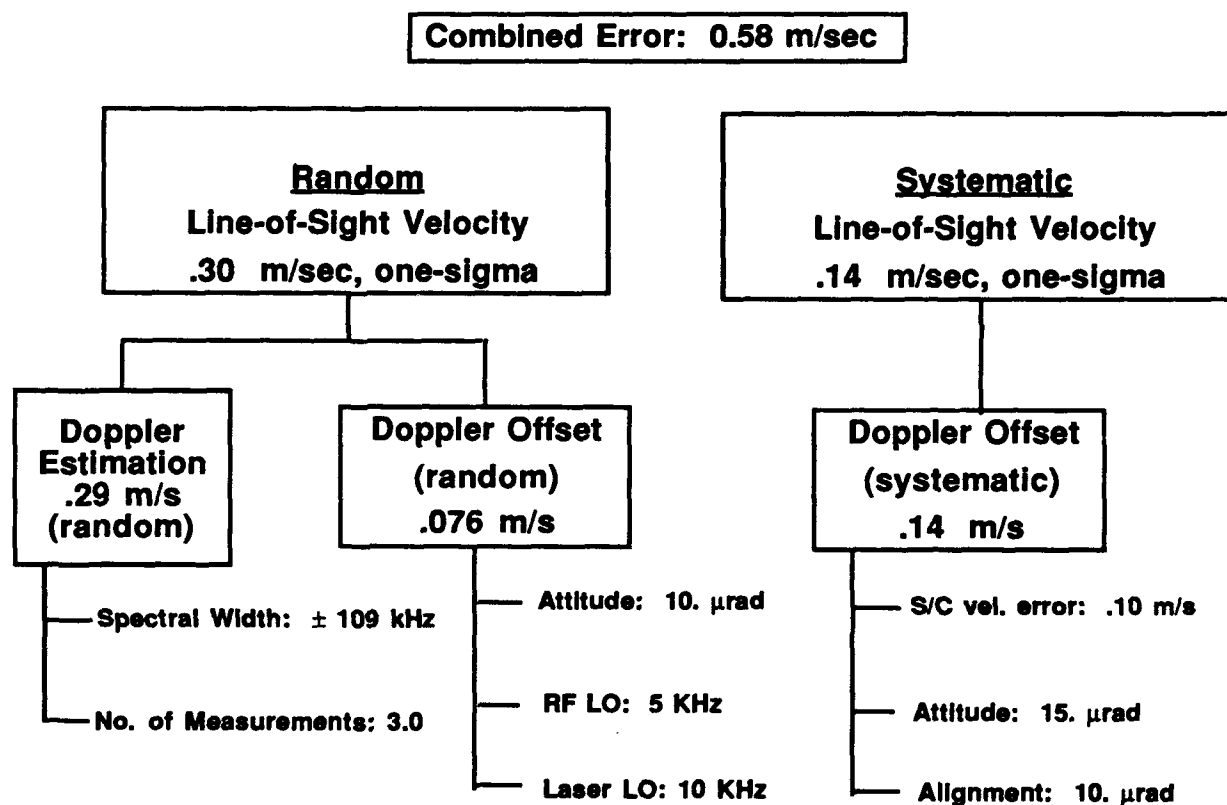 Combined Error: 0.58 m/sec
Random
Line-of-Sight Velocity
.30 m/sec, one-sigma
Systematic
Line-of-Sight Velocity
.14 m/sec, one-sigma
Doppler
Estimation
.29 m/s
(random)
Doppler Offset
(random)
.076 m/s
Doppler Offset
(systematic)
.14 m/s
Spectral Width: ± 109 kHz
No. of Measurements: 3.0
Attitude: 10. μrad
RF LO: 5 KHz
Laser LO: 10 KHz
S/C vel. error: .10 m/s
Attitude: 15. μrad
Alignment: 10. μrad